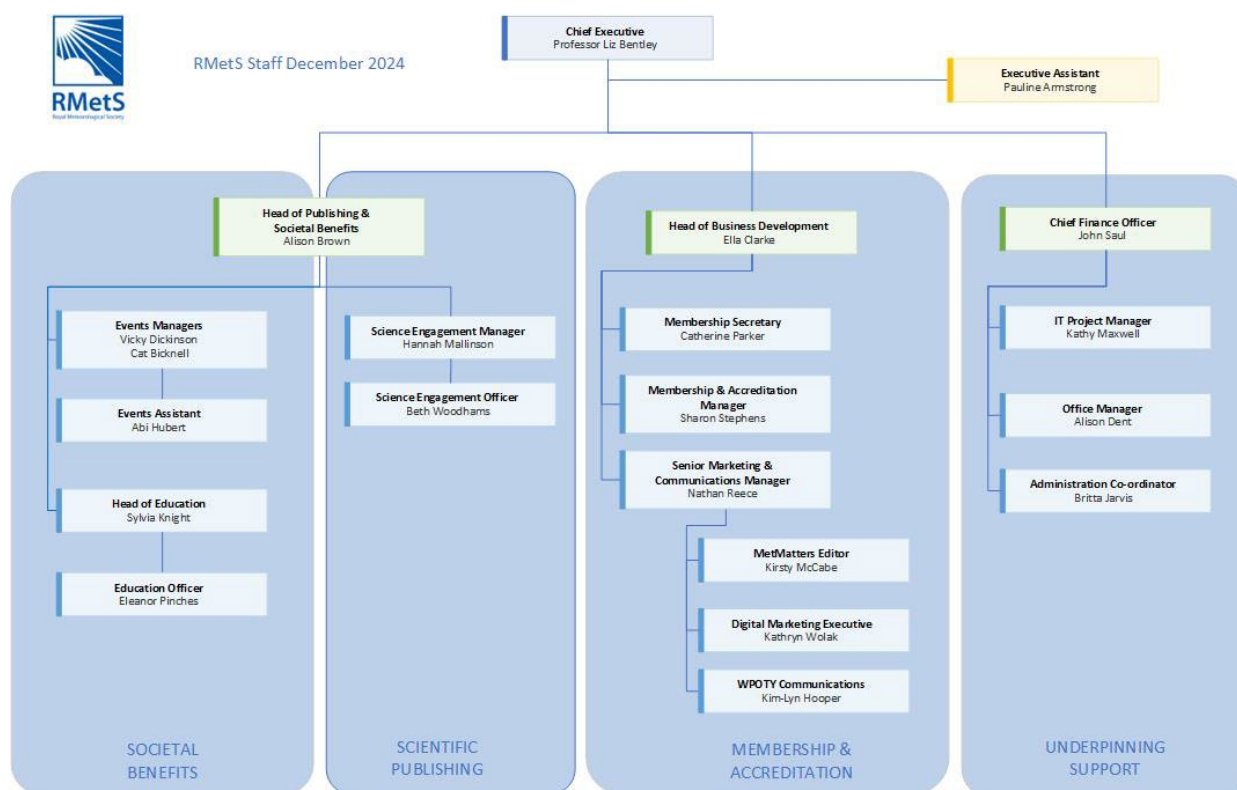 RMetS
Royal Meteorological Society
RMetS Staff December 2024
Chief Executive
Professor Liz Bentley
Executive Assistant
Pauline Armstrong
Head of Publishing &
Societal Benefits
Alison Brown
Events Managers
Vicky Dickinson
Cat Bicknell
Events Assistant
Abi Hubert
Head of Education
Sylvia Knight
Education Officer
Eleanor Pinches
SOCIETAL
BENEFITS
Science Engagement Manager
Hannah Mallinson
Science Engagement Officer
Beth Woodhams
SCIENTIFIC
PUBLISHING
Head of Business Development
Ella Clarke
Membership Secretary
Catherine Parker
Membership & Accreditation
Manager
Sharon Stephens
Senior Marketing &
Communications Manager
Nathan Reece
MetMatters Editor
Kirsty McCabe
Digital Marketing Executive
Kathryn Wolak
WPOTY Communications
Kim-Lyn Hooper
MEMBERSHIP &
ACCREDITATION
Chief Finance Officer
John Saul
IT Project Manager
Kathy Maxwell
Office Manager
Alison Dent
Administration Co-ordinator
Britta Jarvis
UNDERPINNING
SUPPORT